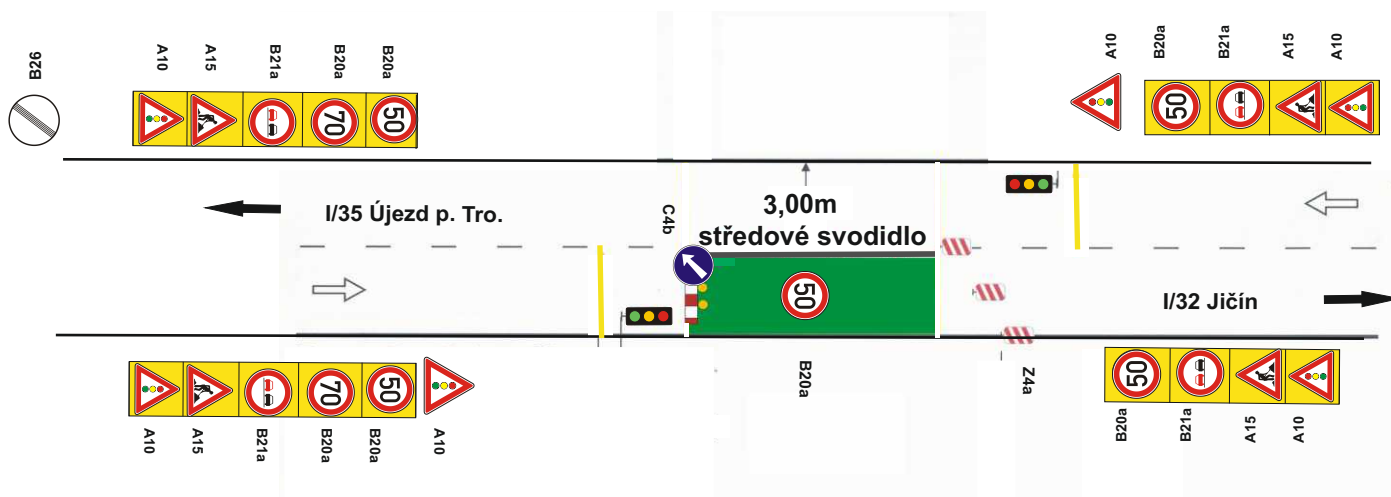 B26
A10
A15
B21a
B20a
B20a
A10
B20a
B21a
A15
A10
70
50
50
I/35 Újezd p. Tro.
C4b
3,00m
středové svodidlo
50
I/32 Jičín
B20a
Z4a
70
50
50
A10
A15
B21a
B20a
B20a
A10
B20a
B21a
A15
A10